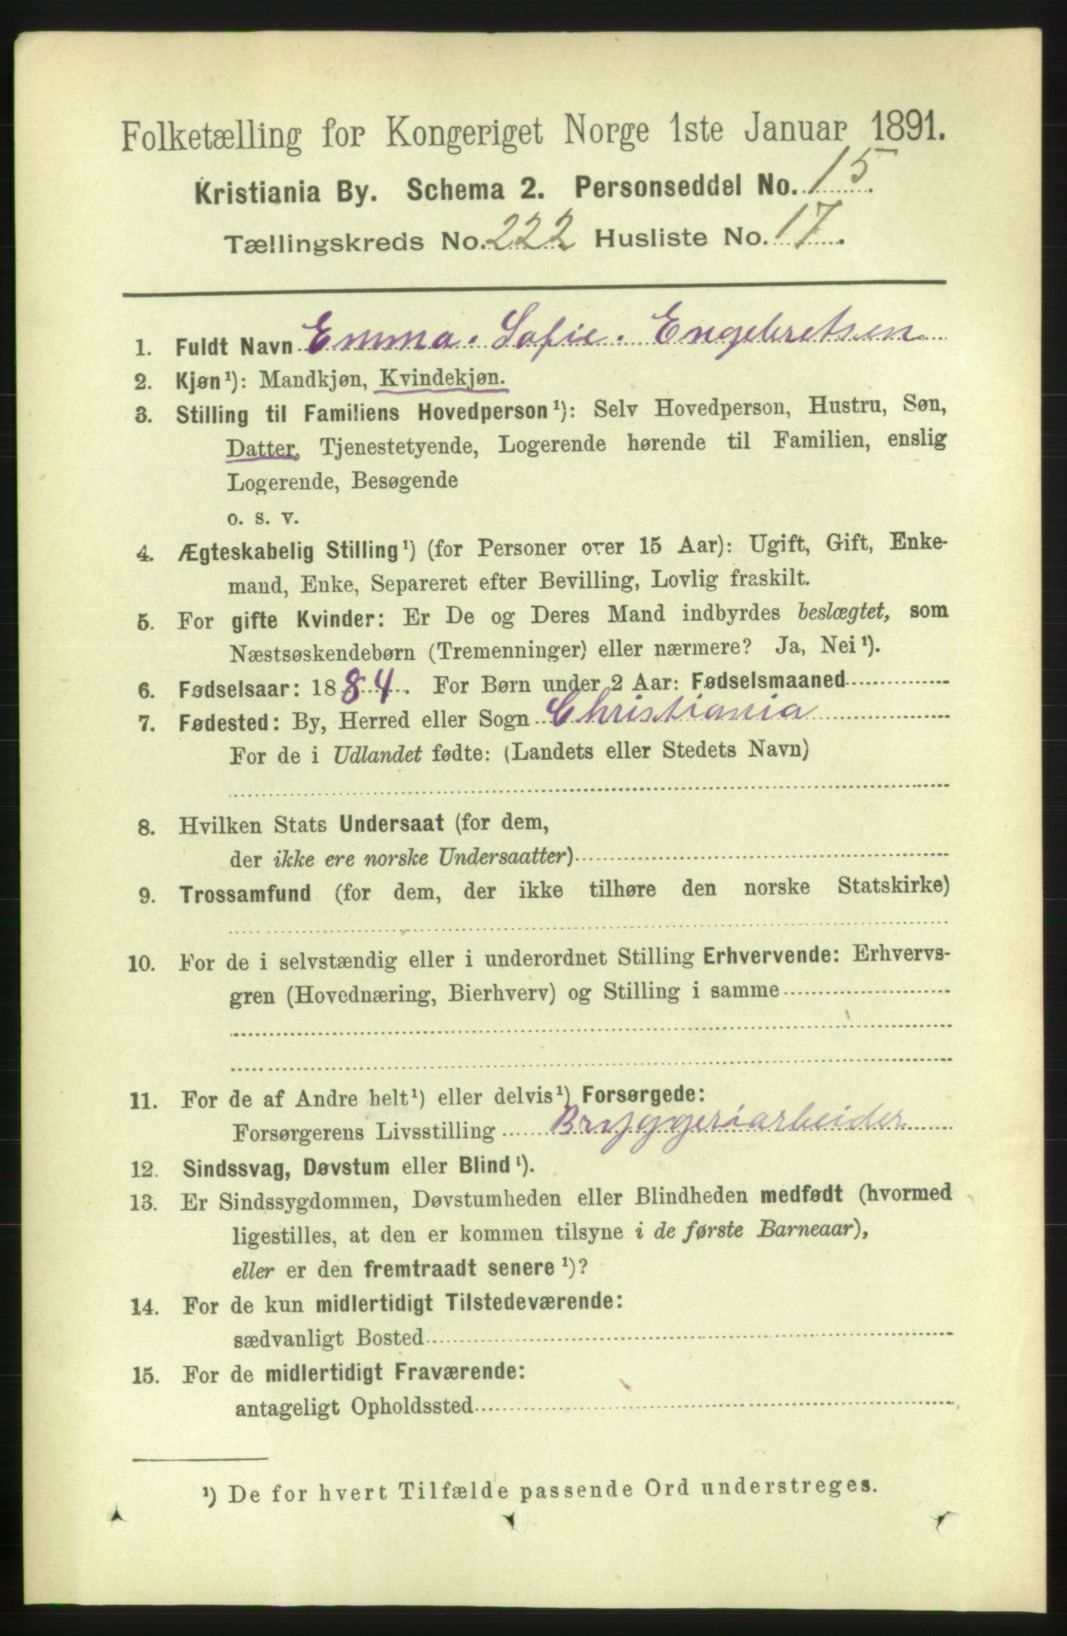 Folketælling for Kongeriget Norge 1ste Januar 1891.
Kristiania By. Schema 2. Personseddel No. 15.
Tællingskreds No. 222 Husliste No. 17.
1. Fuldt Navn Emma. Sofie. Engebretsen
2. Kjøn¹): Mandkjøn, Kvindekjøn.
3. Stilling til Familiens Hovedperson¹): Selv Hovedperson, Hustru, Søn,
Datter, Tjenestetyende, Logerende hørende til Familien, enslig
Logerende, Besøgende
o. s. v.
4. Ægteskabelig Stilling¹) (for Personer over 15 Aar): Ugift, Gift, Enke-
mand, Enke, Separeret efter Bevilling, Lovlig fraskilt.
5. For gifte Kvinder: Er De og Deres Mand indbyrdes beslægtet, som
Næstsøskendebørn (Tremenninger) eller nærmere? Ja, Nei¹).
6. Fødselsaar: 1884. For Børn under 2 Aar: Fødselsmaaned
7. Fødested: By, Herred eller Sogn Christiania
For de i Udlandet fødte: (Landets eller Stedets Navn)
8. Hvilken Stats Undersaat (for dem,
der ikke ere norske Undersaatter)
9. Trossamfund (for dem, der ikke tilhøre den norske Statskirke)
10. For de i selvstændig eller i underordnet Stilling Erhvervende: Erhvervs-
gren (Hovednæring, Bierhverv) og Stilling i samme
11. For de af Andre helt¹) eller delvis¹) Forsørgede:
Forsørgerens Livsstilling Bryggeriarbeider
12. Sindssvag, Døvstum eller Blind¹).
13. Er Sindssygdommen, Døvstumheden eller Blindheden medfødt (hvormed
ligestilles, at den er kommen tilsyne i de første Barneaar),
eller er den fremtraadt senere¹)?
14. For de kun midlertidigt Tilstedeværende:
sædvanligt Bosted
15. For de midlertidigt Fraværende:
antageligt Opholdssted
¹) De for hvert Tilfælde passende Ord understreges.